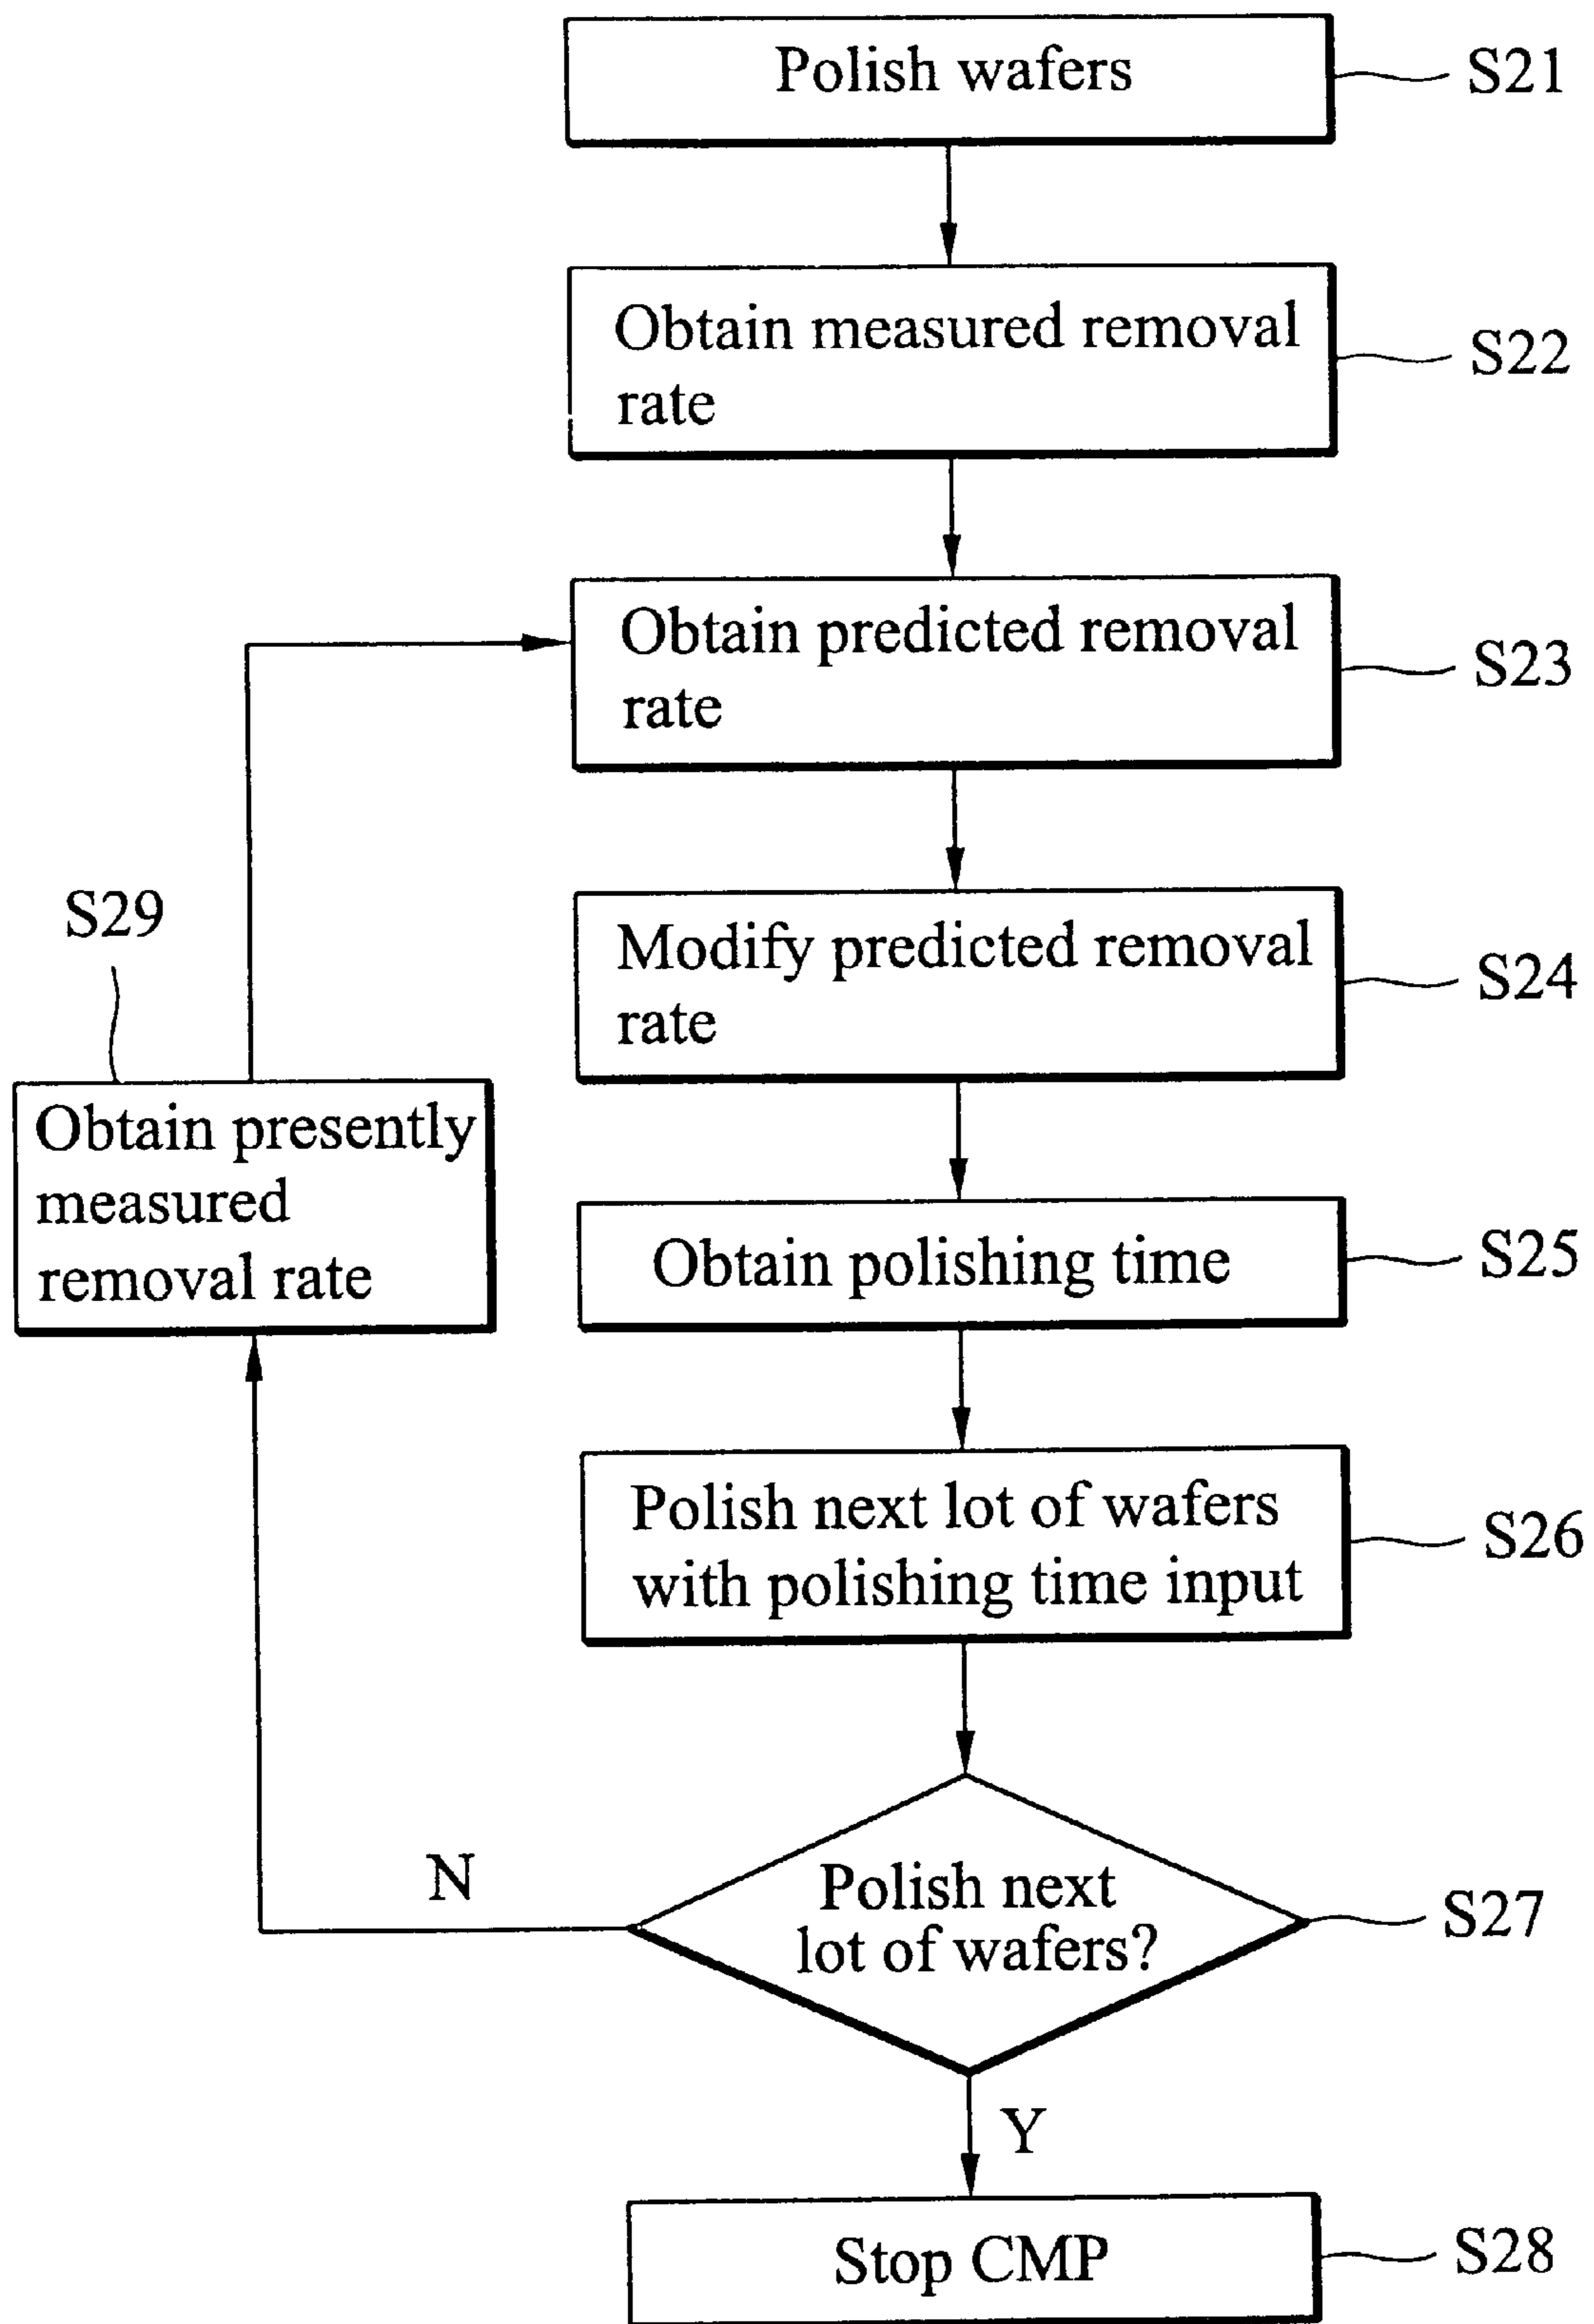 Polish wafers
S21
Obtain measured removal
rate
S22
Obtain predicted removal
rate
S23
Modify predicted removal
rate
S24
S29
Obtain presently
measured
removal rate
Obtain polishing time
S25
Polish next lot of wafers
with polishing time input
S26
N
Polish next
lot of wafers?
S27
Y
Stop CMP
S28